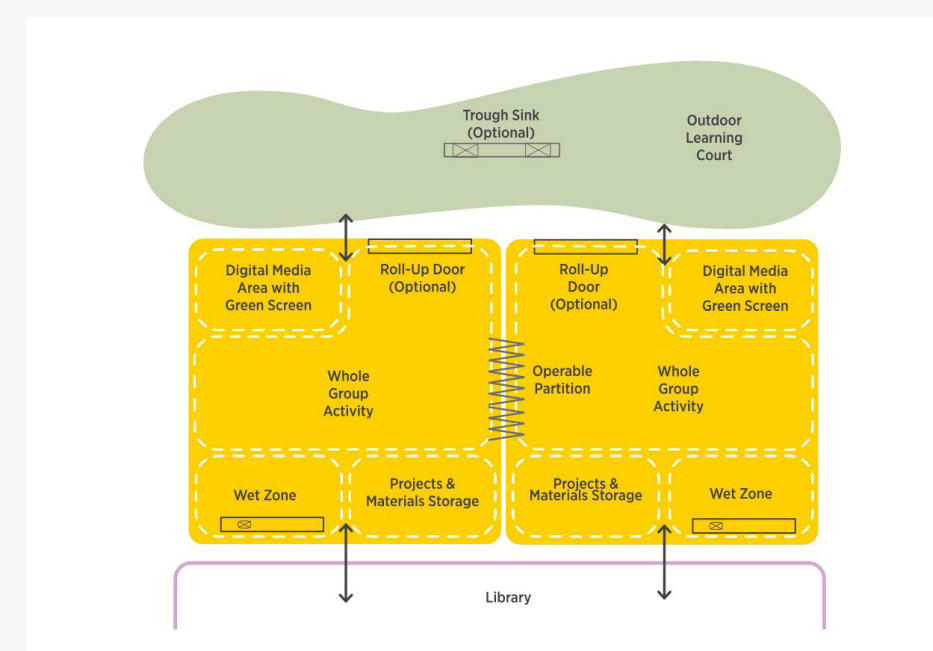 Trough Sink
(Optional)
Outdoor
Learning
Court
Digital Media
Area with
Green Screen
Roll-Up Door
(Optional)
Roll-Up
Door
(Optional)
Digital Media
Area with
Green Screen
Whole
Group
Activity
Operable
Partition
Whole
Group
Activity
Wet Zone
Projects &
Materials Storage
Projects &
Materials Storage
Wet Zone
Library